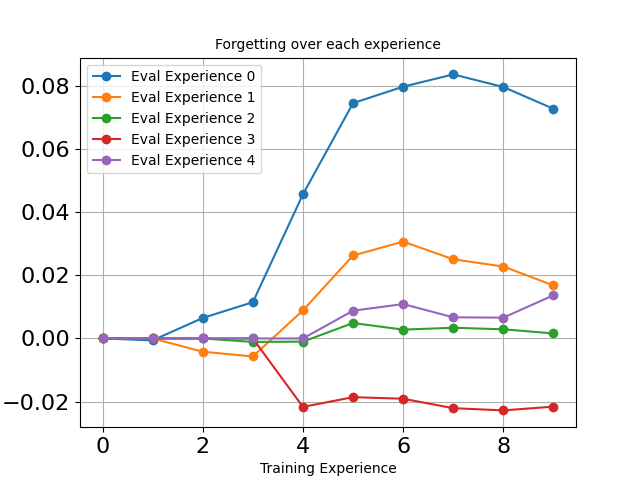 Forgetting over each experience
Eval Experience 0
Eval Experience 1
Eval Experience 2
Eval Experience 3
Eval Experience 4
0.08
0.06
0.04
0.02
0.00
−0.02
0 2 4 6 8
Training Experience